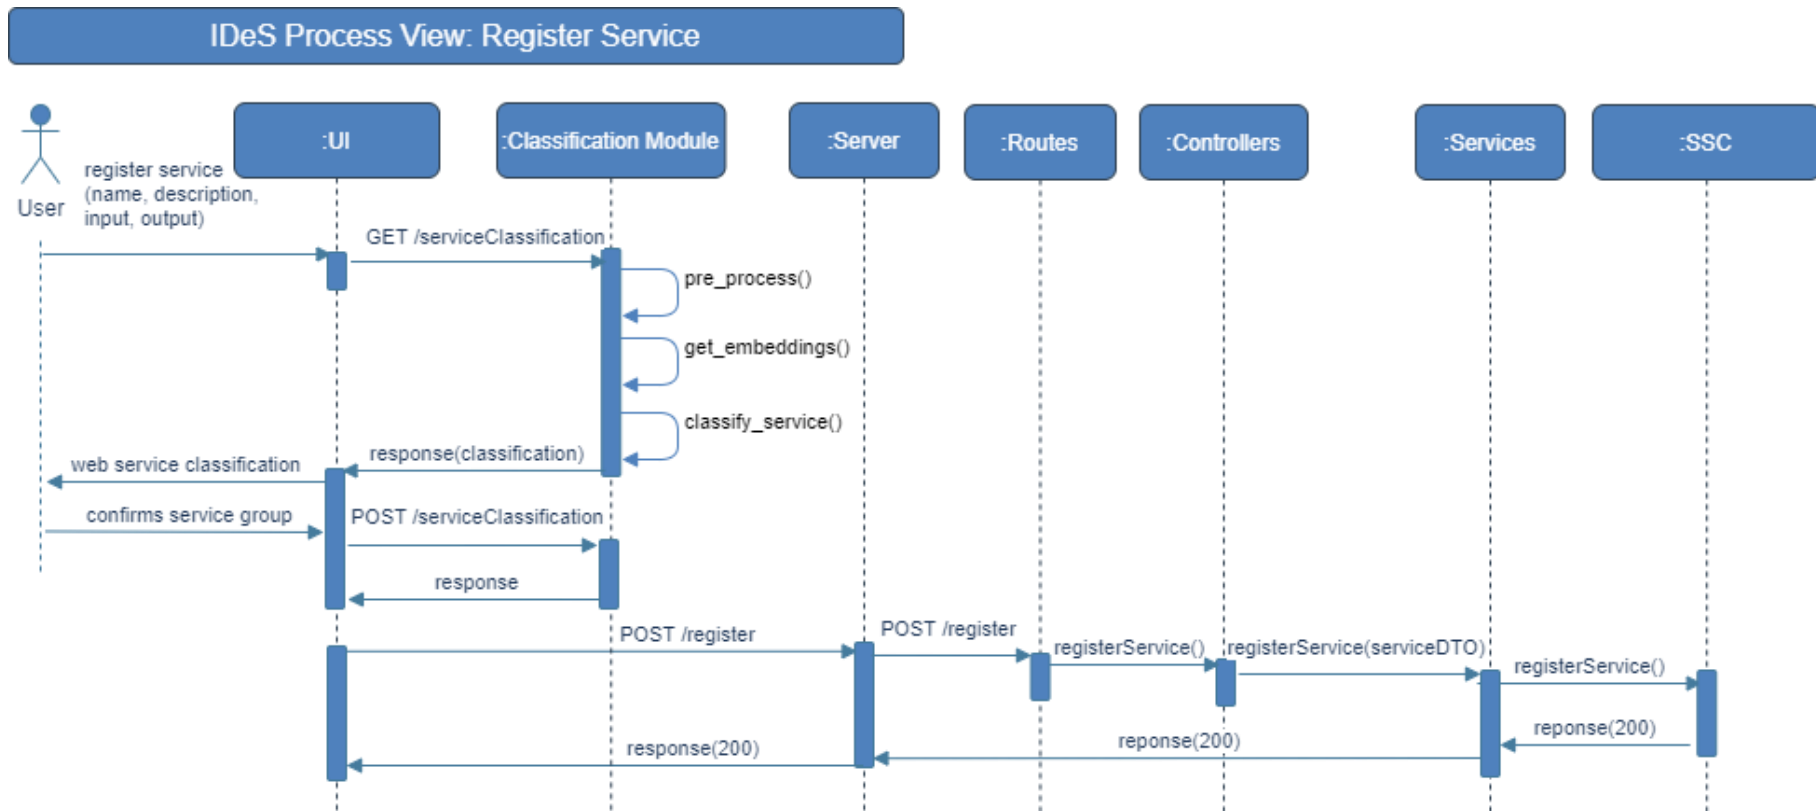 IDeS Process View: Register Service
:UI
:Classification Module
:Server
:Routes
:Controllers
:Services
:SSC
User
register service
(name, description,
input, output)
GET /serviceClassification
pre_process()
get_embeddings()
classify_service()
response(classification)
web service classification
confirms service group
POST /serviceClassification
response
POST /register
POST /register
registerService()
registerService(serviceDTO)
registerService()
reponse(200)
reponse(200)
response(200)